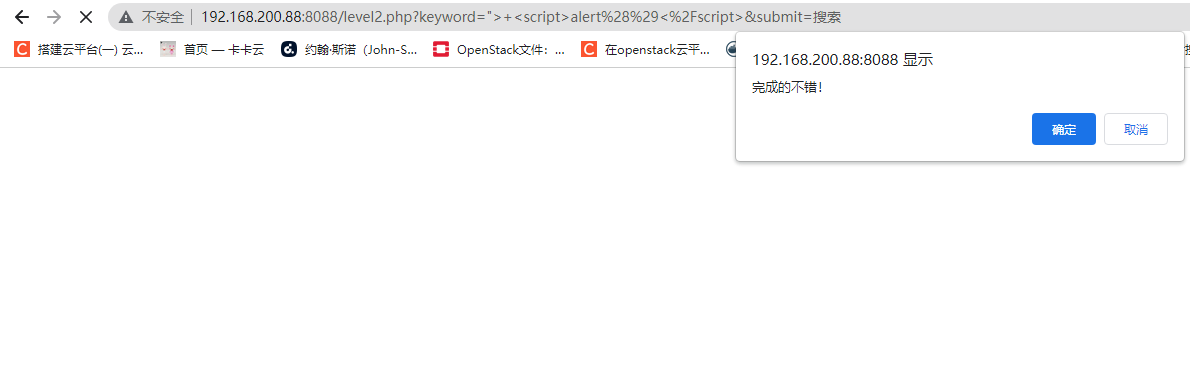 不安全 192.168.200.88:8088/level2.php?keyword=">+<script>alert%28%29<%2Fscript>&submit=搜索
搭建云平台(一) 云... 首页 — 卡卡云 约翰·斯诺（John-S... OpenStack文件：... 在openstack云平...
192.168.200.88:8088 显示
完成的不错！
确定 取消